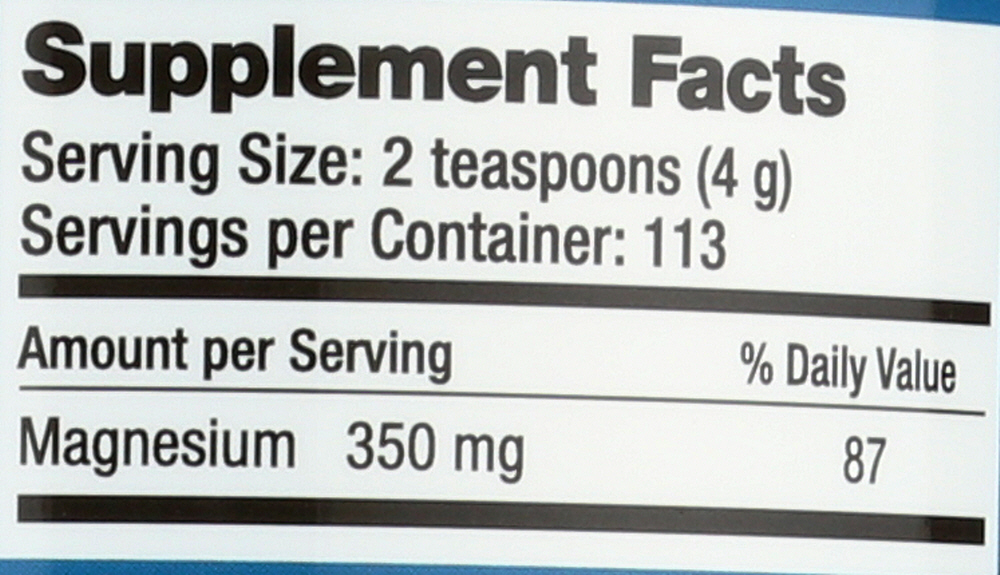 Supplement Facts
Serving Size: 2 teaspoons (4 g)
Servings per Container: 113
Amount per Serving % Daily Value
Magnesium 350 mg 87